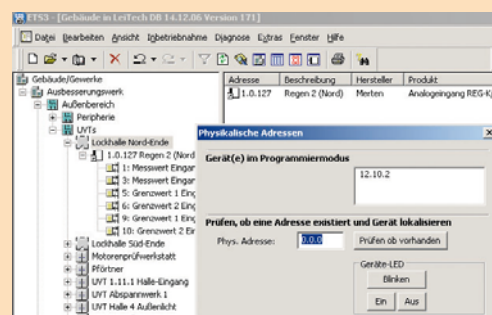 ETS3 - [Gebäude in LeiTech DB 14.12.06 Version 171]
Datei Bearbeiten Ansicht Inbetriebnahme Diagnose Extras Fenster Hilfe
Gebäude/Gewerke
Ausbesserungswerk
Außenbereich
Peripherie
UVTs
Lockhalle Nord-Ende
1.0.127 Regen 2 (Nord)
1: Messwert Eingan
3: Messwert Eingan
5: Grenzwert 1 Eing
6: Grenzwert 2 Eing
9: Grenzwert 1 Eing
10: Grenzwert 2 Ein
Lockhalle Süd-Ende
Motorenprüfwerkstatt
Pförtner
UVT 1.11.1 Halle-Eingang
UVT Abspannwerk 1
UVT Halle 4 Außenlicht
Adresse Beschreibung Hersteller Produkt
1.0.127 Regen 2 (Nord) Merten Analogeingang REG-K/
Physikalische Adressen
Gerät(e) im Programmiermodus
12.10.2
Prüfen, ob eine Adresse existiert und Gerät lokalisieren
Phys. Adresse: 0.0.0 Prüfen ob vorhanden
Geräte-LED
Blinken
Ein Aus